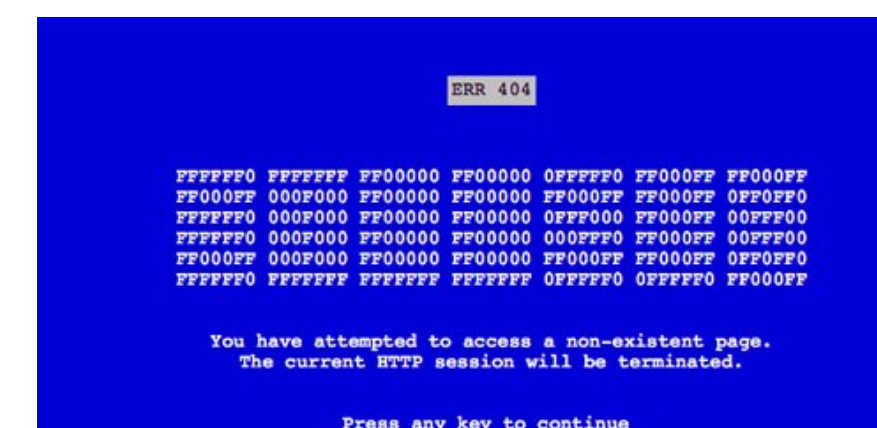 ERR 404
FFFFFF0 FFFFFFF FF00000 FF00000 0FFFFF0 FF000FF FF000FF
FF000FF 000F000 FF00000 FF00000 FF000FF FF000FF 0FF0FF0
FFFFFF0 000F000 FF00000 FF00000 0FFF000 FF000FF 00FFF00
FFFFFF0 000F000 FF00000 FF00000 000FFF0 FF000FF 00FFF00
FF000FF 000F000 FF00000 FF00000 FF000FF FF000FF 0FF0FF0
FFFFFF0 FFFFFFF FFFFFFF FFFFFFF 0FFFFF0 0FFFFF0 FF000FF
You have attempted to access a non-existent page.
The current HTTP session will be terminated.
Press any key to continue